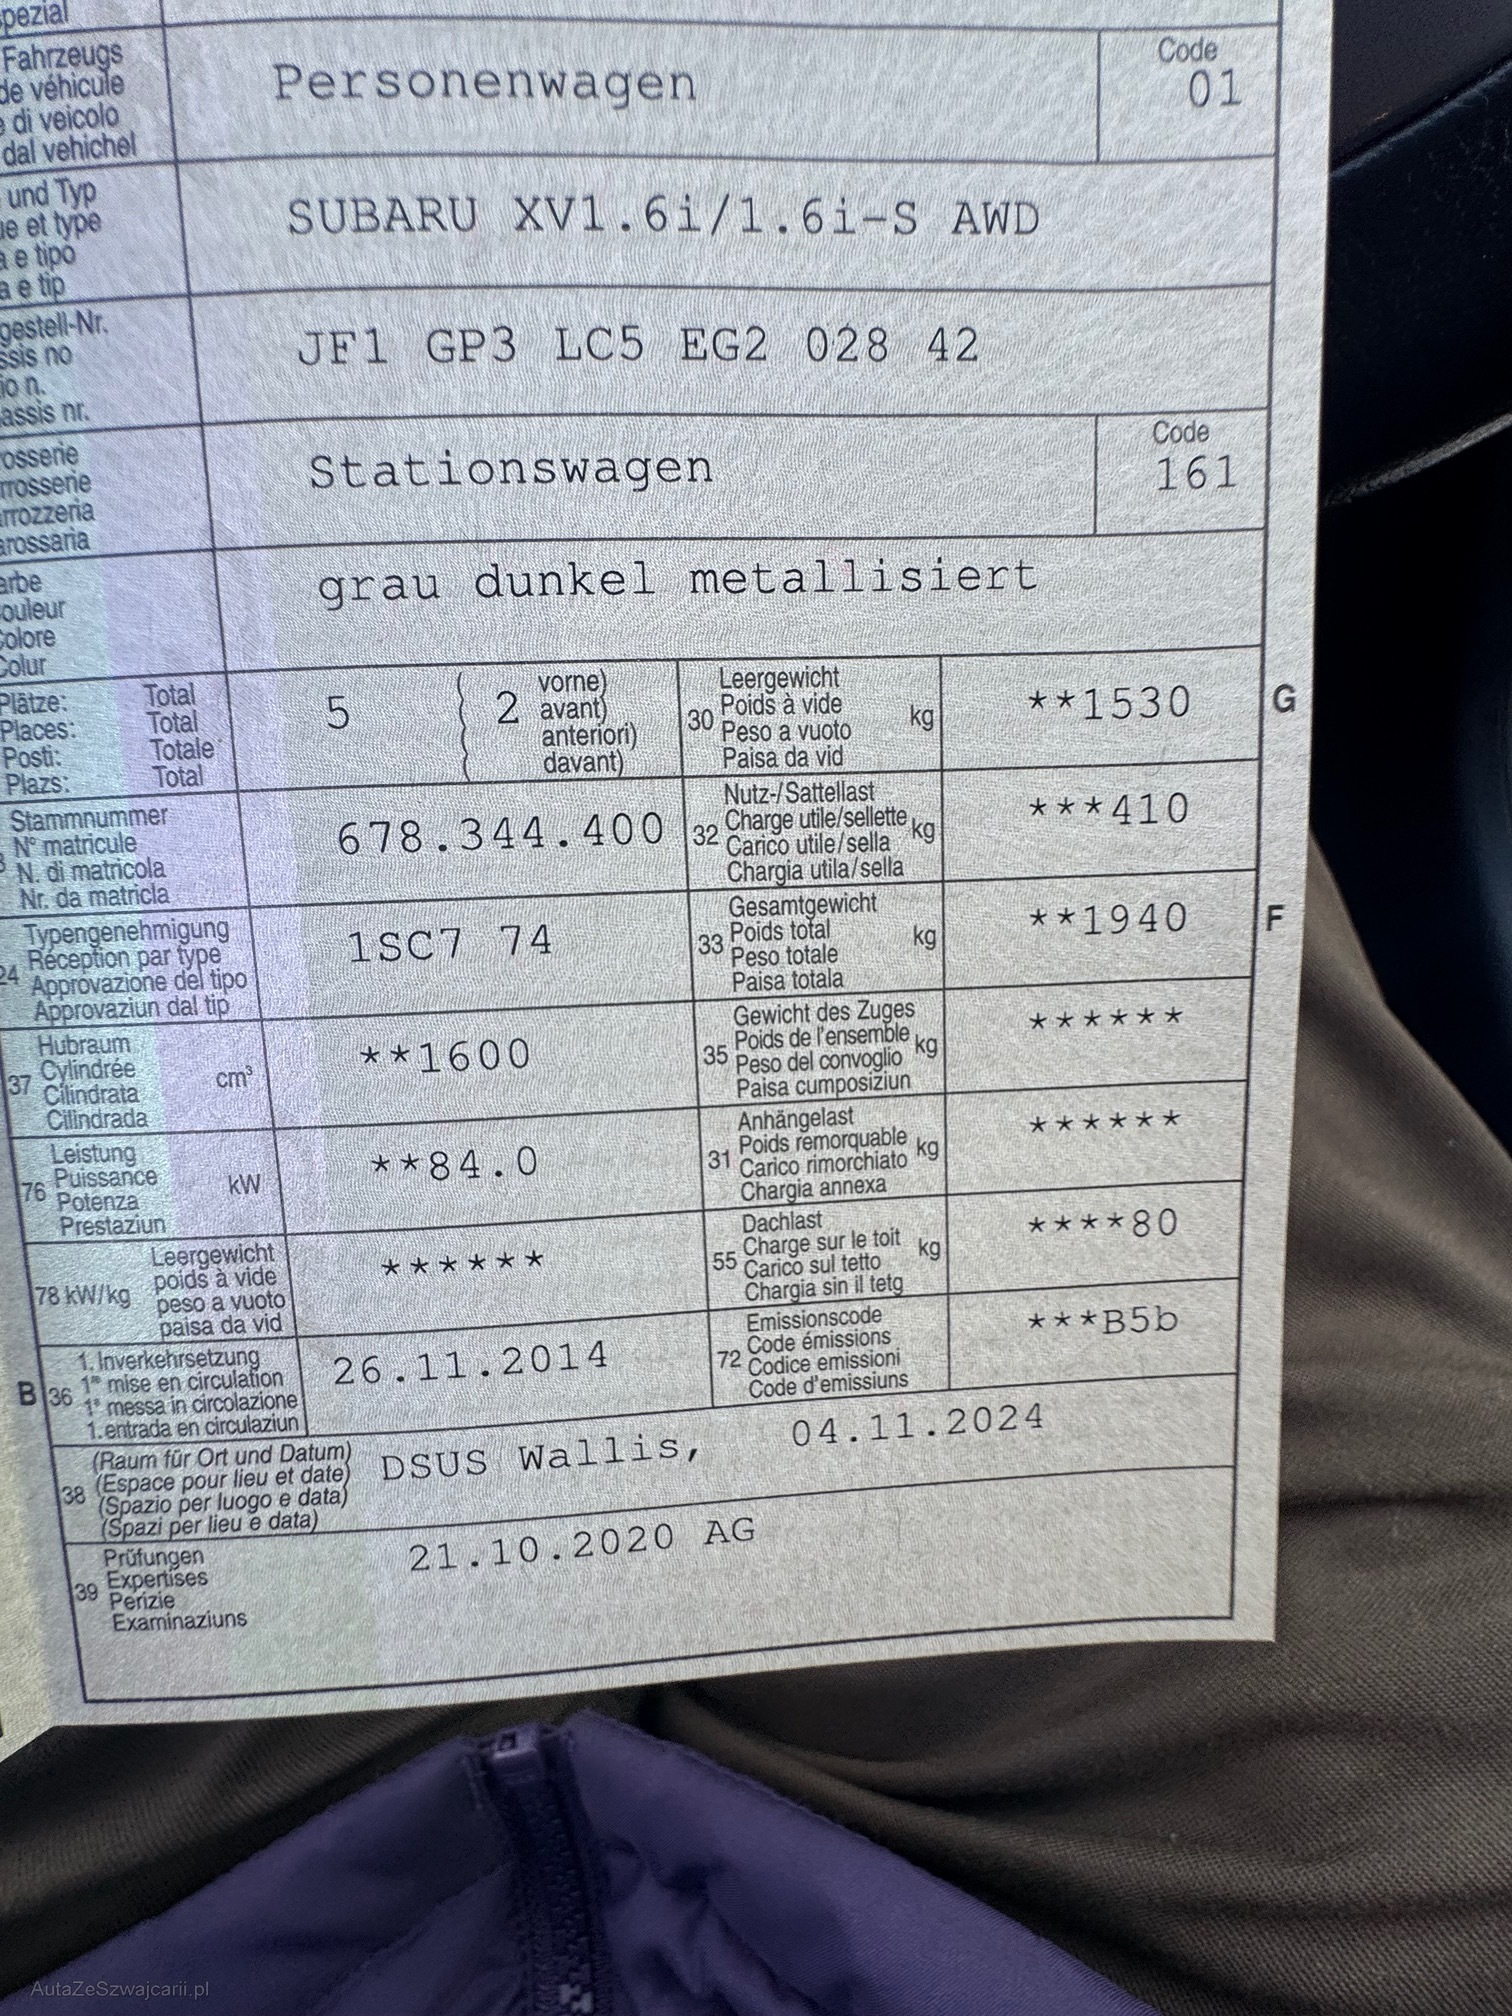 pezial
Fahrzeugs
de véhicule
di veicolo
dal vehichel
Personenwagen
Code
01
und Typ
et type
e tipo
e tip
SUBARU XV1.6i/1.6i-S AWD
gestell-Nr.
ssis no
io n.
assis nr.
JF1 GP3 LC5 EG2 028 42
osserie
rrosserie
arrozzeria
arossaria
Stationswagen
Code
161
arbe
ouleur
Colore
Colur
grau dunkel metallisiert
Plätze: Total
Places: Total
Posti: Totale
Plazs: Total
5
2
vorne)
avant)
anteriori)
davant)
30
Leergewicht
Poids à vide
Peso a vuoto
Paisa da vid
kg
**1530
G
Stammnummer
N° matricule
N. di matricola
Nr. da matricla
678.344.400
32
Nutz-/Sattellast
Charge utile/sellette
Carico utile/sella
Chargia utila/sella
kg
***410
24
Typengenehmigung
Réception par type
Approvazione del tipo
Approvaziun dal tip
1SC7 74
33
Gesamtgewicht
Poids total
Peso totale
Paisa totala
kg
**1940
F
37
Hubraum
Cylindrée
Cilindrata
Cilindrada
cm³
**1600
35
Gewicht des Zuges
Poids de l'ensemble
Peso del convoglio
Paisa cumposiziun
kg
******
76
Leistung
Puissance
Potenza
Prestaziun
kW
**84.0
31
Anhängelast
Poids remorquable
Carico rimorchiato
Chargia annexa
kg
******
78 kW/kg
Leergewicht
poids à vide
peso a vuoto
paisa da vid
******
55
Dachlast
Charge sur le toit
Carico sul tetto
Chargia sin il tetg
kg
****80
B
36
1. Inverkehrsetzung
1re mise en circulation
1a messa in circolazione
1. entrada en circulaziun
26.11.2014
72
Emissionscode
Code émissions
Codice emissioni
Code d'emissiuns
***B5b
38
(Raum für Ort und Datum)
(Espace pour lieu et date)
(Spazio per luogo e data)
(Spazi per lieu e data)
DSUS Wallis, 04.11.2024
39
Prüfungen
Expertises
Perizie
Examinaziuns
21.10.2020 AG
AutaZeSzwajcarii.pl